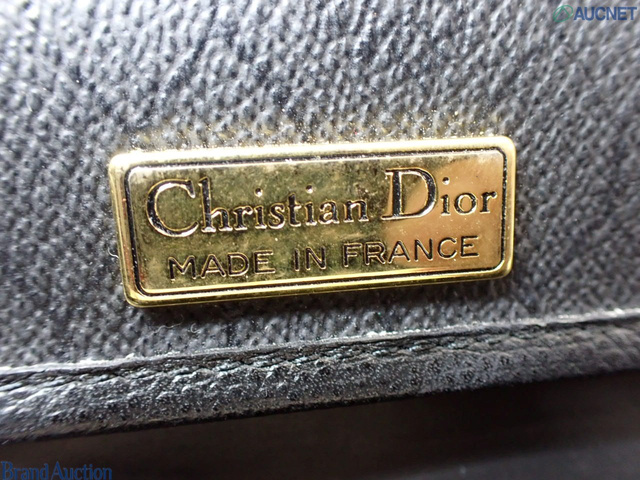 AUCNET
Christian Dior
MADE IN FRANCE
Brand Auction